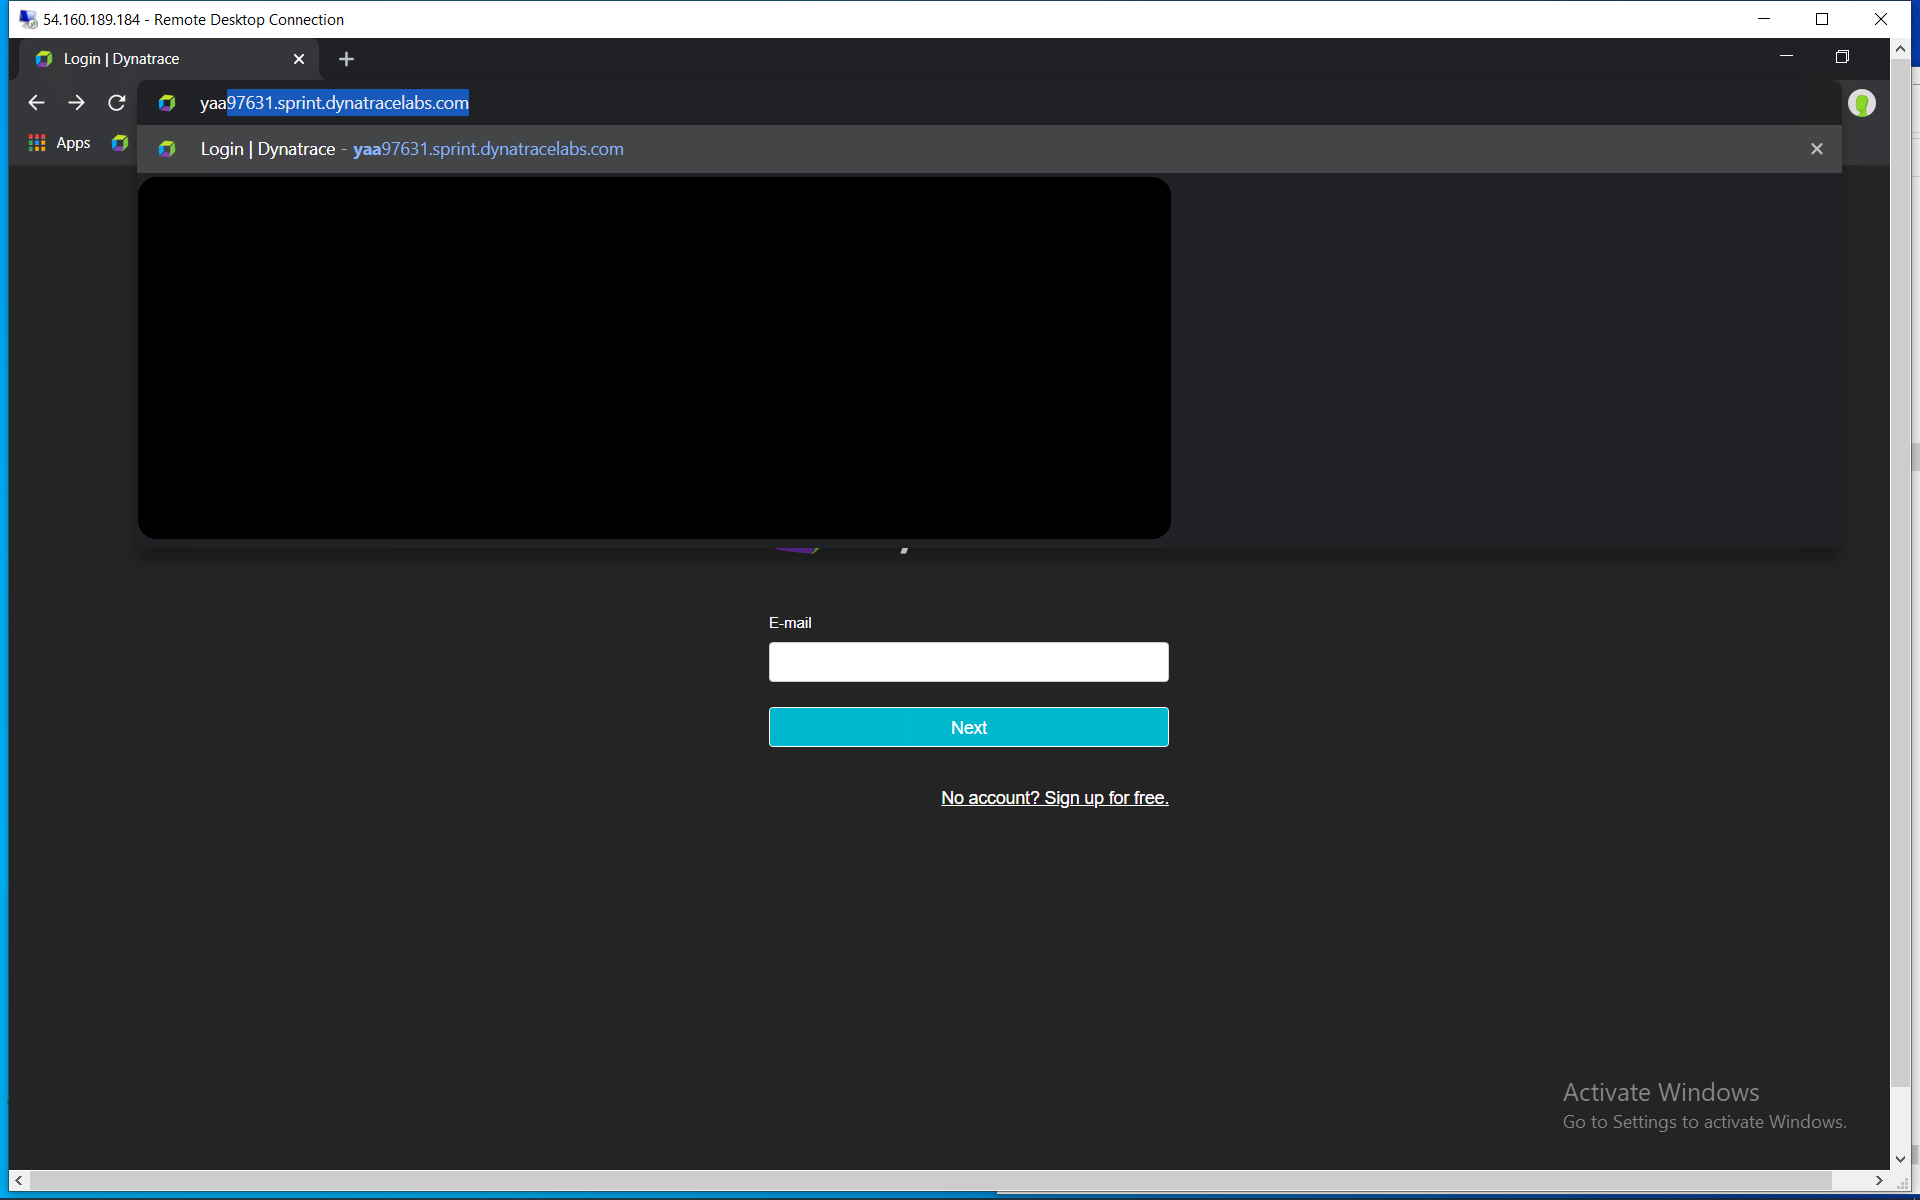 54.160.189.184 - Remote Desktop Connection
Login | Dynatrace
yaa97631.sprint.dynatracelabs.com
Apps
Login | Dynatrace - yaa97631.sprint.dynatracelabs.com
E-mail
Next
No account? Sign up for free.
Activate Windows
Go to Settings to activate Windows.